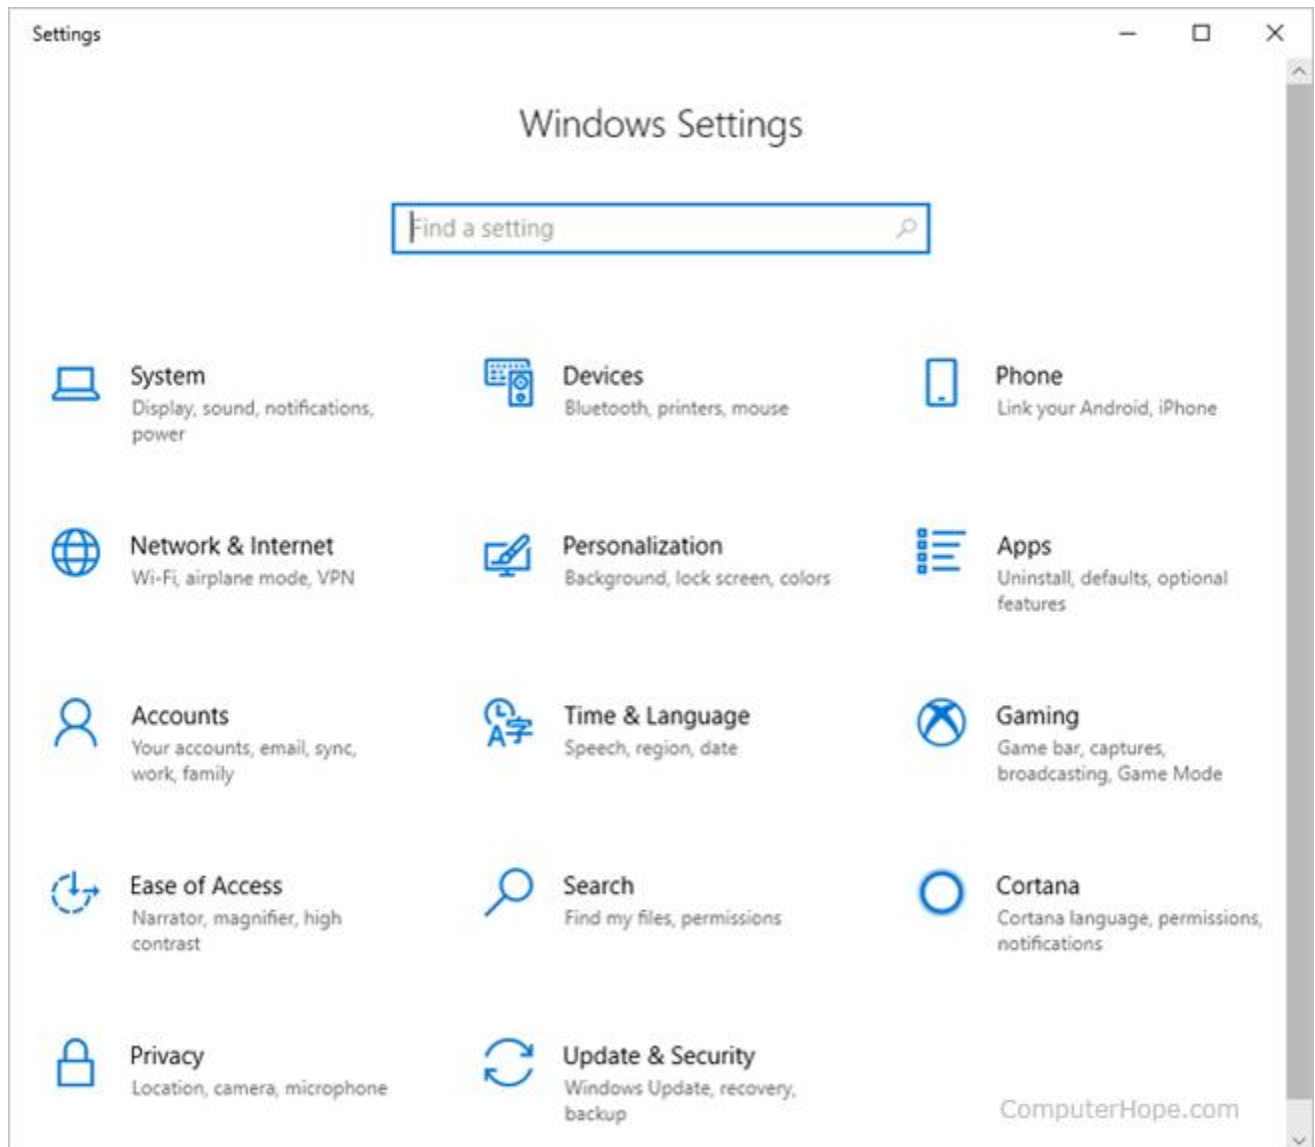 Settings
Windows Settings
Find a setting
System
Display, sound, notifications,
power
Devices
Bluetooth, printers, mouse
Phone
Link your Android, iPhone
Network & Internet
Wi-Fi, airplane mode, VPN
Personalization
Background, lock screen, colors
Apps
Uninstall, defaults, optional
features
Accounts
Your accounts, email, sync,
work, family
Time & Language
Speech, region, date
Gaming
Game bar, captures,
broadcasting, Game Mode
Ease of Access
Narrator, magnifier, high
contrast
Search
Find my files, permissions
Cortana
Cortana language, permissions,
notifications
Privacy
Location, camera, microphone
Update & Security
Windows Update, recovery,
backup
ComputerHope.com